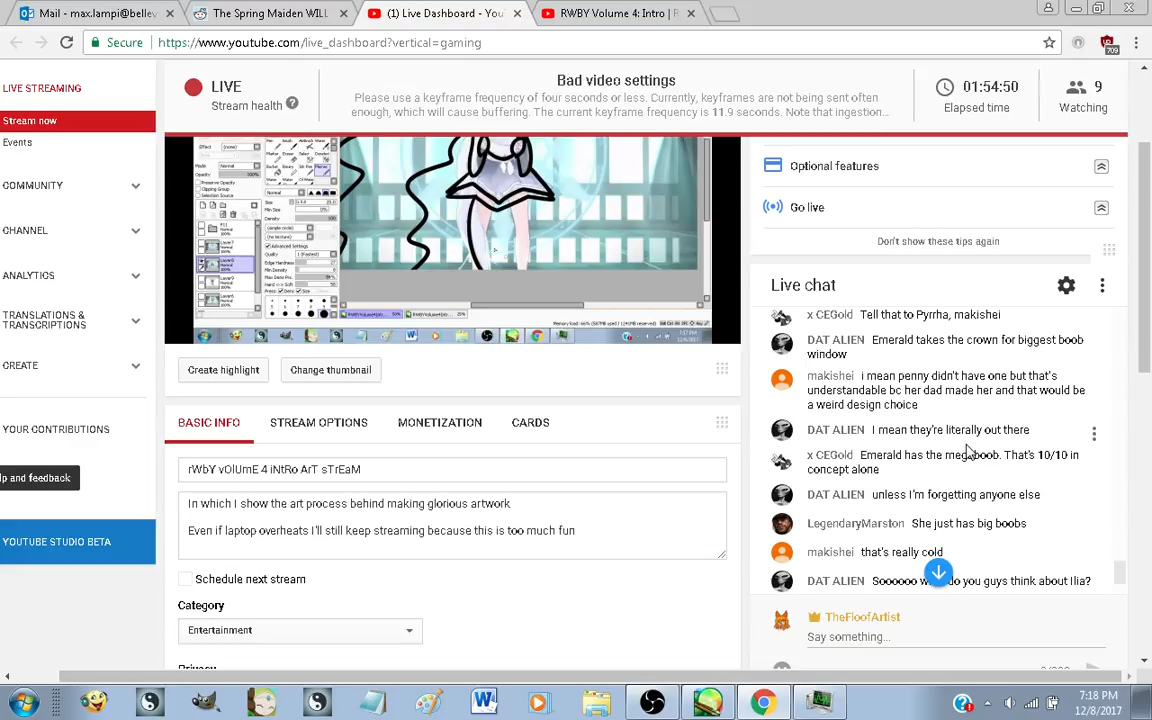 Mail - max.lampi@bellev
The Spring Maiden WILL
(1) Live Dashboard - You
RWBY Volume 4: Intro | R
Secure
https://www.youtube.com/live_dashboard?vertical=gaming
709
LIVE STREAMING
Stream now
Events
COMMUNITY
CHANNEL
ANALYTICS
TRANSLATIONS &
TRANSCRIPTIONS
CREATE
YOUR CONTRIBUTIONS
p and feedback
YOUTUBE STUDIO BETA
LIVE
Stream health
Bad video settings
Please use a keyframe frequency of four seconds or less. Currently, keyframes are not being sent often
enough, which will cause buffering. The current keyframe frequency is 11.9 seconds. Note that ingestion...
01:54:50
Elapsed time
9
Watching
Create highlight
Change thumbnail
BASIC INFO
STREAM OPTIONS
MONETIZATION
CARDS
rWbY vOlUmE 4 iNtRo ArT sTrEaM
In which I show the art process behind making glorious artwork
Even if laptop overheats I'll still keep streaming because this is too much fun
Schedule next stream
Category
Entertainment
Optional features
Go live
Don't show these tips again
Live chat
x CEGold Tell that to Pyrrha, makishei
DAT ALIEN Emerald takes the crown for biggest boob
window
makishei i mean penny didn't have one but that's
understandable bc her dad made her and that would be
a weird design choice
DAT ALIEN I mean they're literally out there
x CEGold Emerald has the megaboob. That's 10/10 in
concept alone
DAT ALIEN unless I'm forgetting anyone else
LegendaryMarston She just has big boobs
makishei that's really cold
DAT ALIEN Soooooo w do you guys think about Ilia?
TheFloofArtist
Say something...
7:18 PM
12/8/2017